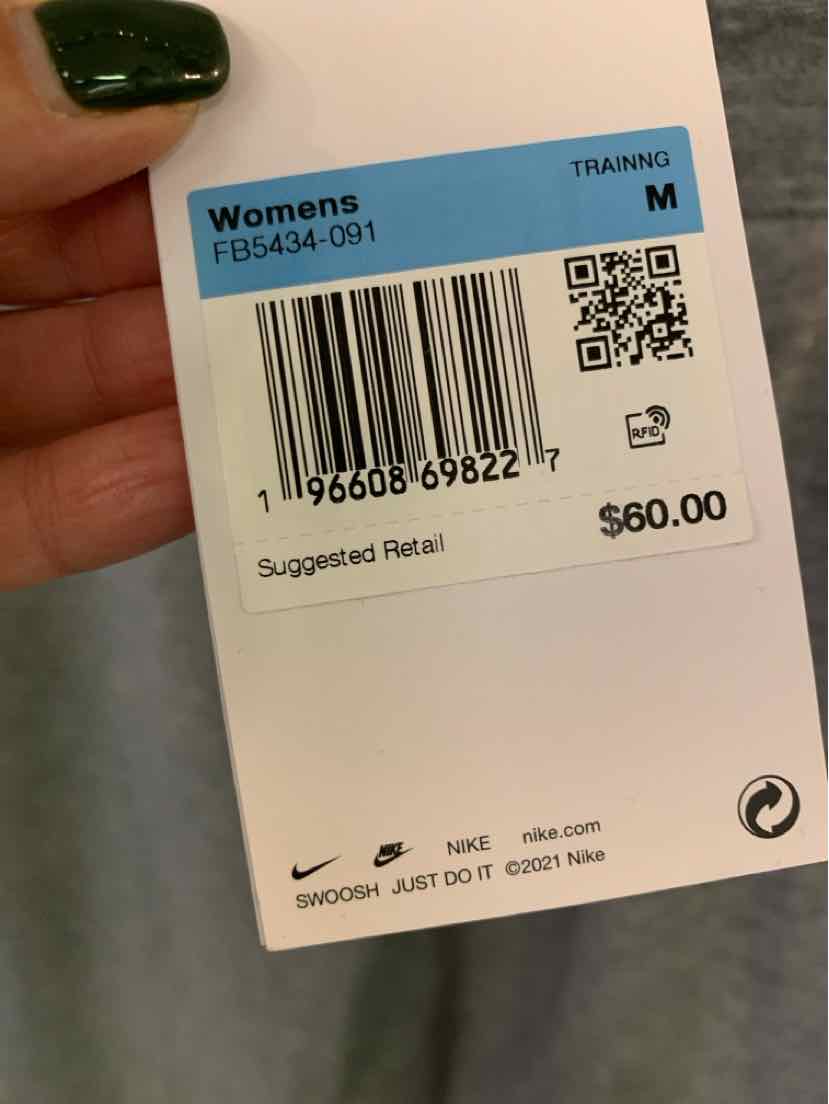 Womens
TRAINNG
FB5434-091
M
RFID
1 96608 69822 7
Suggested Retail
$60.00
NIKE NIKE nike.com
SWOOSH JUST DO IT ©2021 Nike